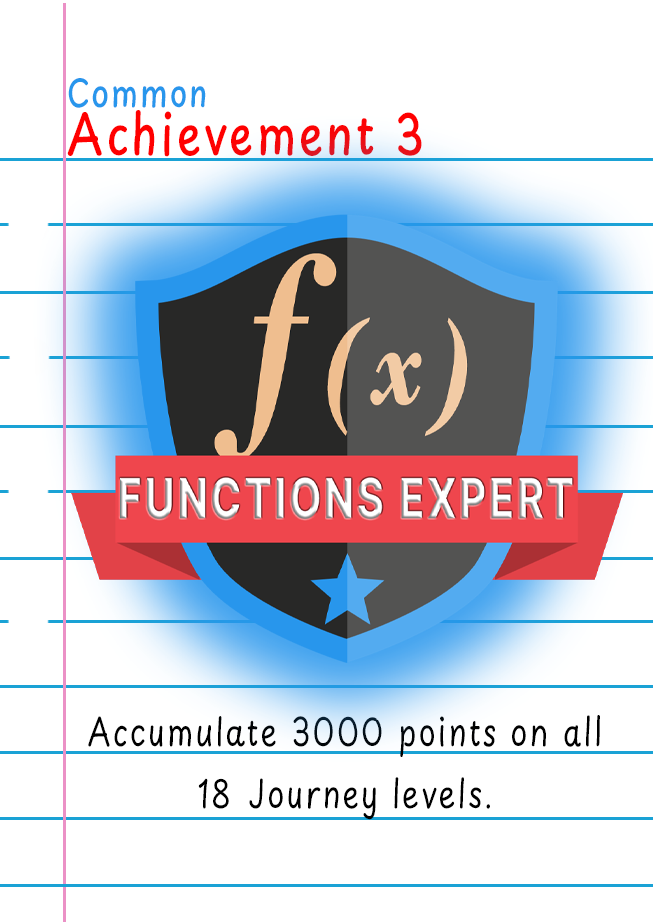 Common
Achievement 3
f(x)
FUNCTIONS EXPERT
Accumulate 3000 points on all
18 Journey levels.